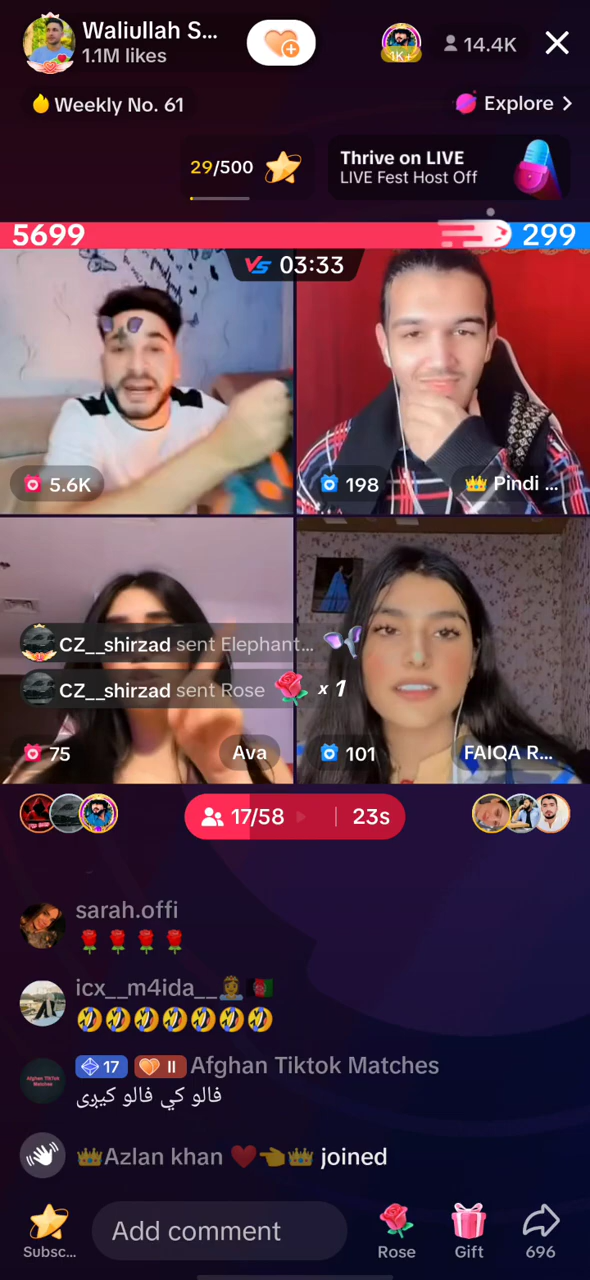 Waliullah S...
1.1M likes
1K+
14.4K
Weekly No. 61
Explore >
29/500
Thrive on LIVE
LIVE Fest Host Off
5699
299
VS 03:33
5.6K
198
Pindi ...
CZ__shirzad sent Elephant...
CZ__shirzad sent Rose x 1
75
Ava
101
FAIQA R...
17/58
23s
sarah.offi
🌹🌹🌹🌹
icx__m4ida__👸🇦🇫
🤣🤣🤣🤣🤣🤣🤣
17 II Afghan Tiktok Matches
فالو کي فالو کیږی
👑Azlan khan ❤️👈👑 joined
Subsc...
Add comment
Rose
Gift
696